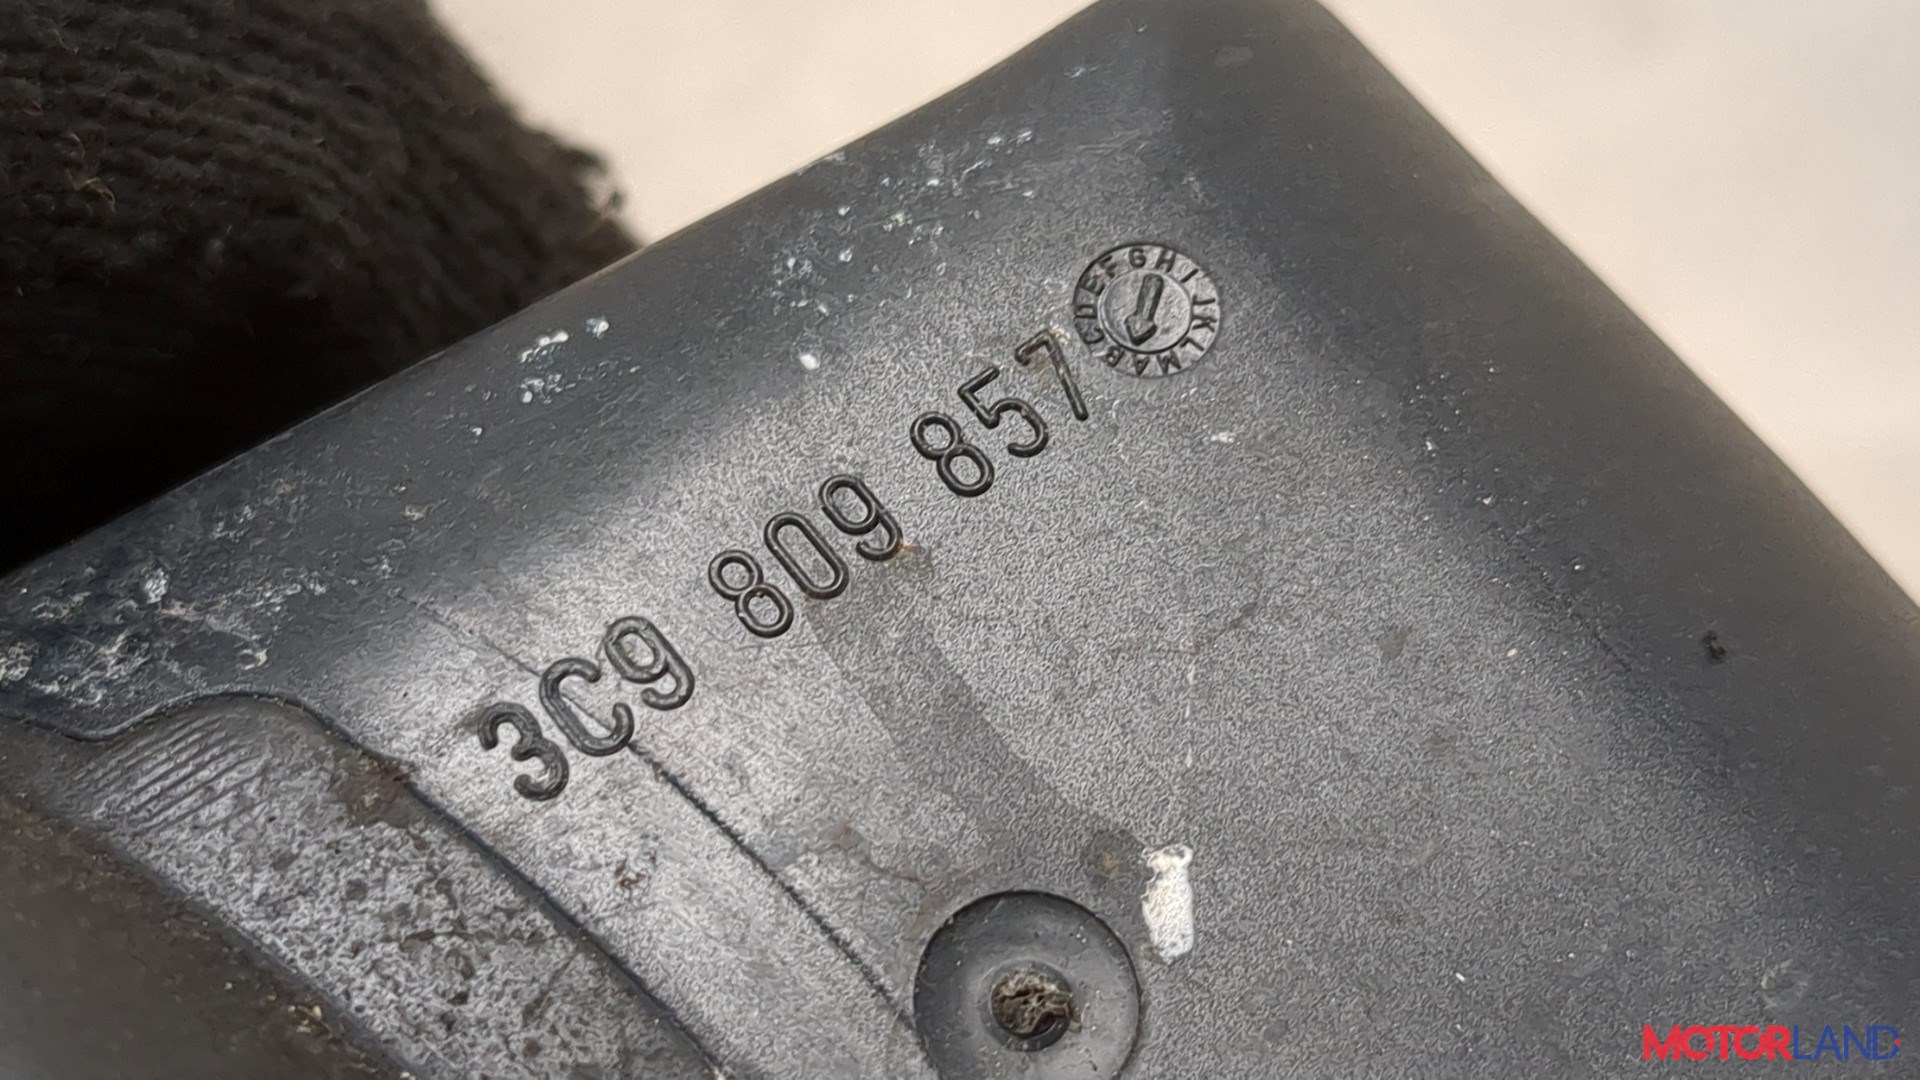 3C9 809 857
ABCDEFGHIJKLM
MOTORLAND